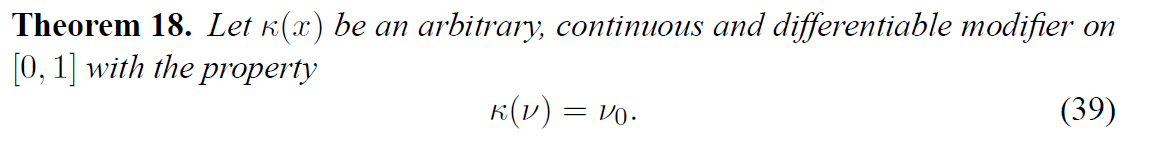 Theorem 18. Let κ(x) be an arbitrary, continuous and differentiable modifier on
[0, 1] with the property
κ(ν) = ν₀. (39)